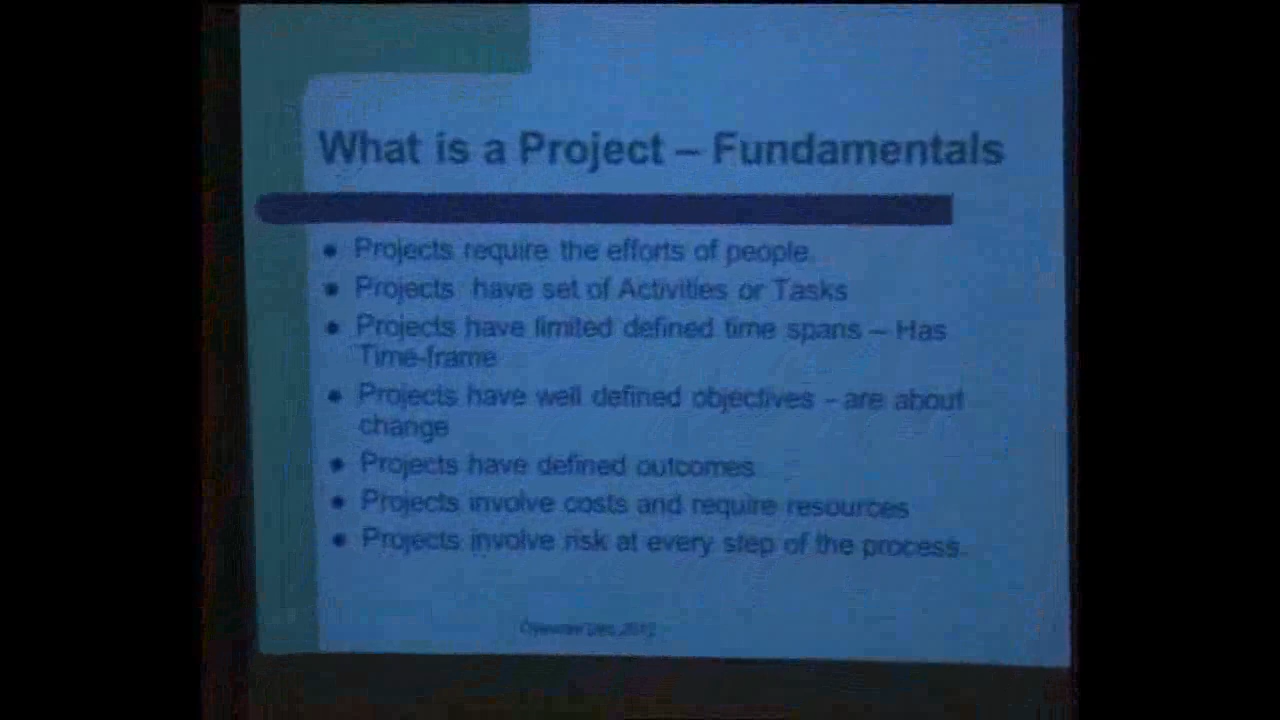 What is a Project – Fundamentals
• Projects require the efforts of people.
• Projects have set of Activities or Tasks
• Projects have limited defined time spans – Has
Time-frame
• Projects have well defined objectives - are about
change
• Projects have defined outcomes
• Projects involve costs and require resources
• Projects involve risk at every step of the process.